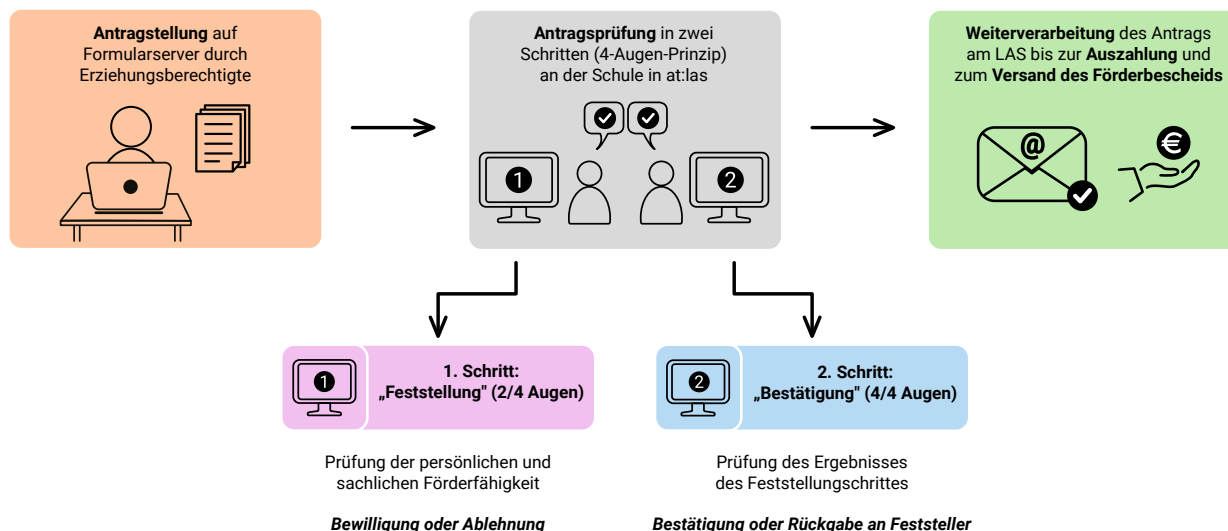 Antragstellung auf
Formularserver durch
Erziehungsberechtigte
Antragsprüfung in zwei
Schritten (4-Augen-Prinzip)
an der Schule in at:las
1
2
Weiterverarbeitung des Antrags
am LAS bis zur Auszahlung und
zum Versand des Förderbescheids
@
€
1
1. Schritt:
„Feststellung" (2/4 Augen)
Prüfung der persönlichen und
sachlichen Förderfähigkeit
Bewilligung oder Ablehnung
2
2. Schritt:
„Bestätigung" (4/4 Augen)
Prüfung des Ergebnisses
des Feststellungschrittes
Bestätigung oder Rückgabe an Feststeller